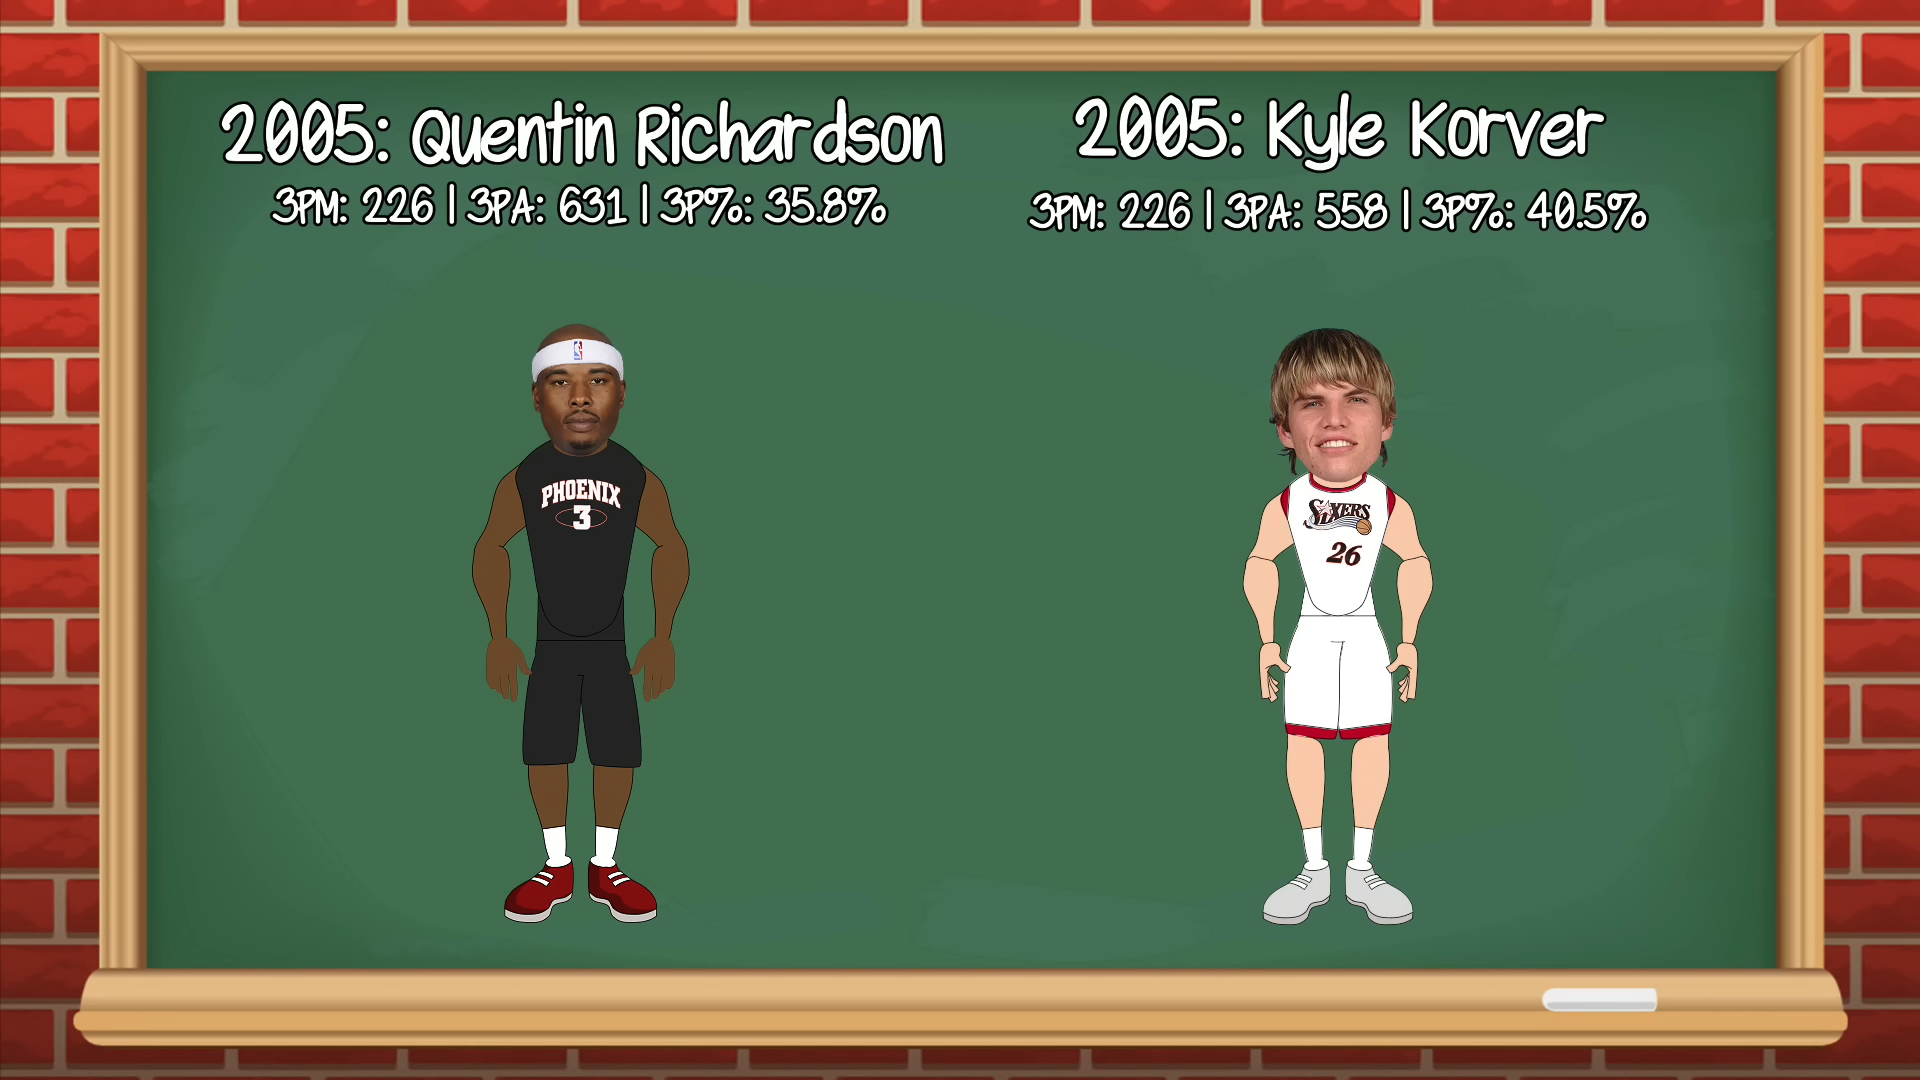 2005: Quentin Richardson
3PM: 226 | 3PA: 631 | 3P%: 35.8%
2005: Kyle Korver
3PM: 226 | 3PA: 558 | 3P%: 40.5%
PHOENIX
3
SIXERS
26